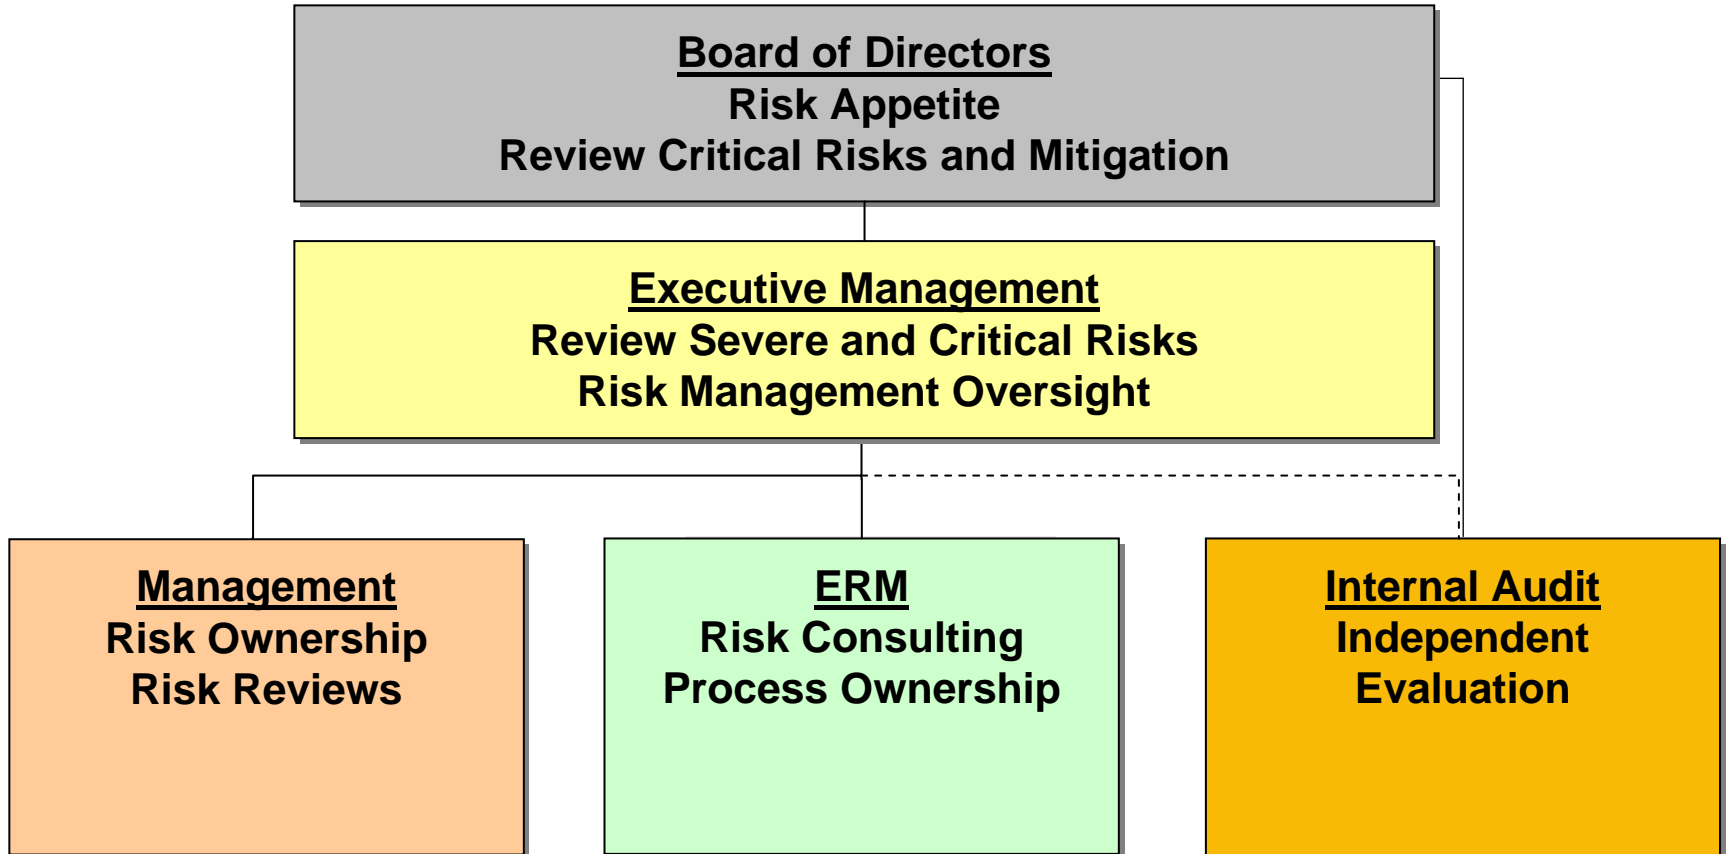 Board of Directors
Risk Appetite
Review Critical Risks and Mitigation
Executive Management
Review Severe and Critical Risks
Risk Management Oversight
Management
Risk Ownership
Risk Reviews
ERM
Risk Consulting
Process Ownership
Internal Audit
Independent
Evaluation